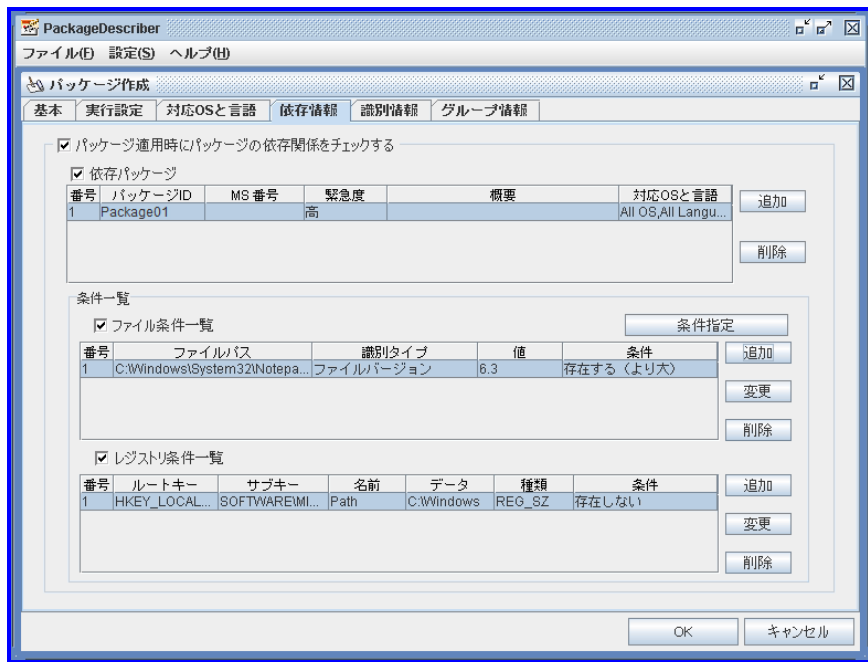 PackageDescriber
ファイル(F) 設定(S) ヘルプ(H)
パッケージ作成
基本 実行設定 対応OSと言語 依存情報 識別情報 グループ情報
パッケージ適用時にパッケージの依存関係をチェックする
依存パッケージ
番号 パッケージID MS 番号 緊急度 概要 対応OSと言語
1 Package01 高 All OS,All Langu...
追加
削除
条件一覧
ファイル条件一覧
条件指定
番号 ファイルパス 識別タイプ 値 条件
1 C:\Windows\System32\Notepa... ファイルバージョン 6.3 存在する（より大）
追加
変更
削除
レジストリ条件一覧
番号 ルートキー サブキー 名前 データ 種類 条件
1 HKEY_LOCAL... SOFTWARE\MI... Path C:\Windows REG_SZ 存在しない
追加
変更
削除
OK キャンセル